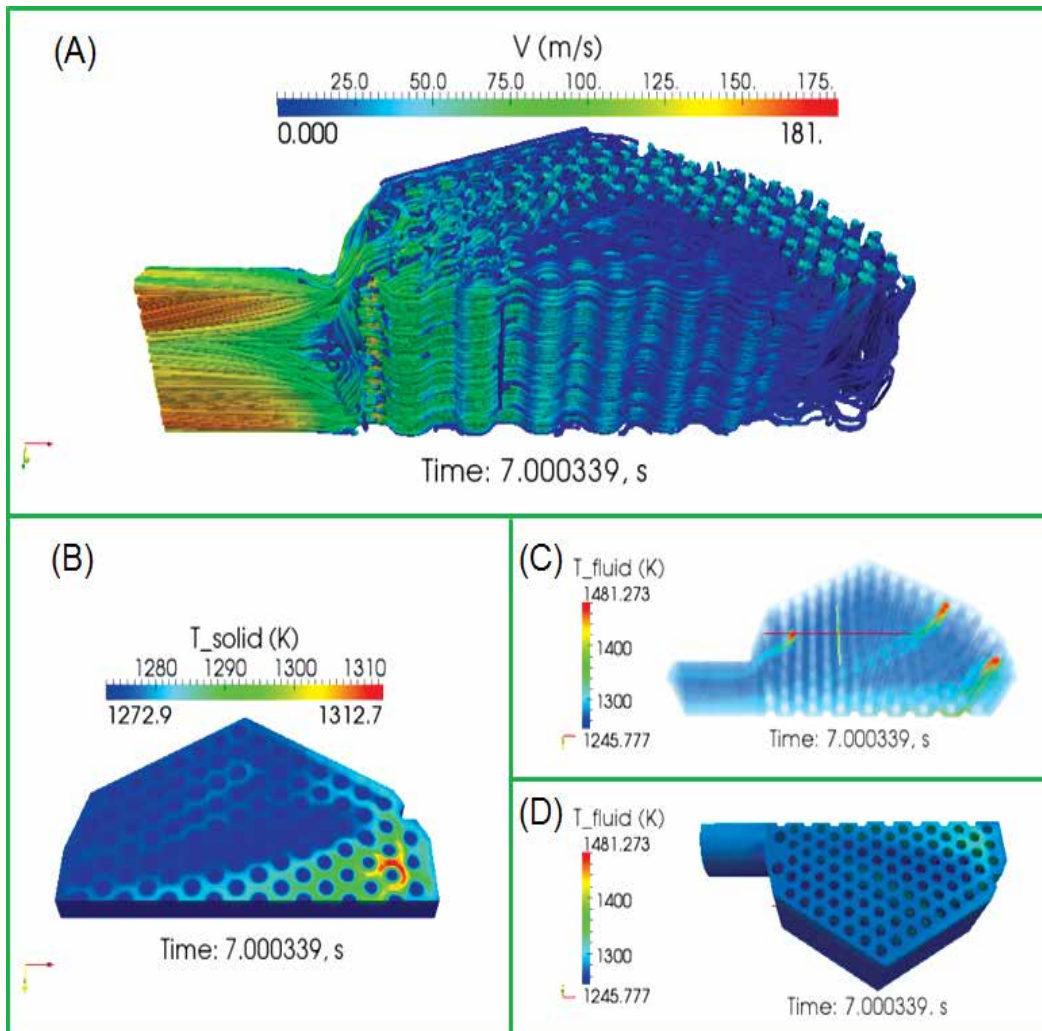 (A)
V (m/s)
25.0 50.0 75.0 100. 125. 150. 175.
0.000 181.
Time: 7.000339, s
(B)
T_solid (K)
1280 1290 1300 1310
1272.9 1312.7
Time: 7.000339, s
(C)
T_fluid (K)
1481.273
1400
1300
1245.777
Time: 7.000339, s
(D)
T_fluid (K)
1481.273
1400
1300
1245.777
Time: 7.000339. s